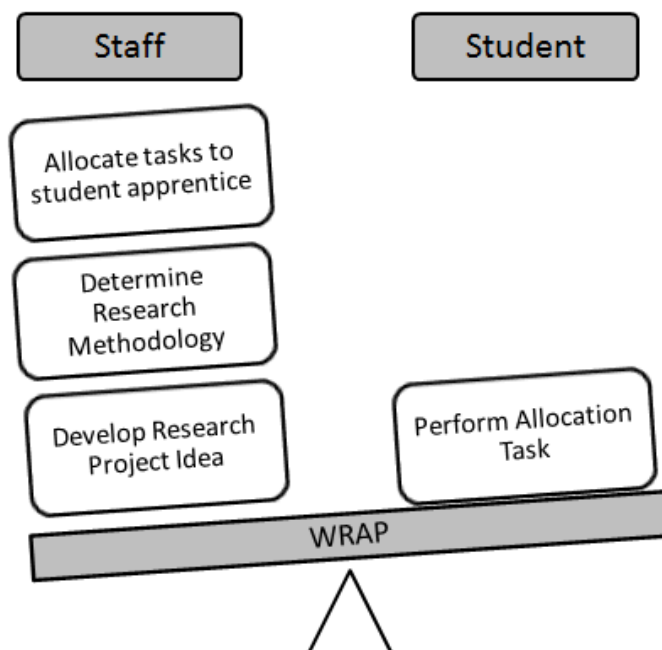 Staff
Student
Allocate tasks to
student apprentice
Determine
Research
Methodology
Develop Research
Project Idea
Perform Allocation
Task
WRAP